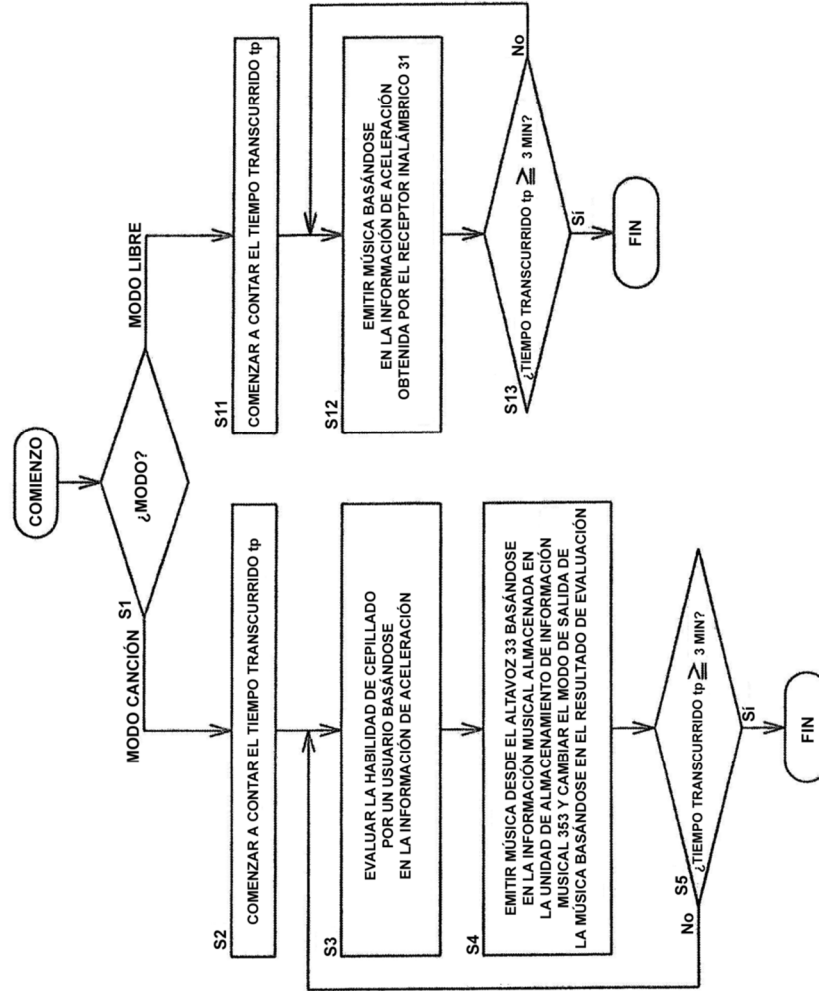 COMIENZO
¿MODO?
S1
MODO CANCIÓN
MODO LIBRE
S2
COMENZAR A CONTAR EL TIEMPO TRANSCURRIDO tp
S3
EVALUAR LA HABILIDAD DE CEPILLADO
POR UN USUARIO BASÁNDOSE
EN LA INFORMACIÓN DE ACELERACIÓN
S4
EMITIR MÚSICA DESDE EL ALTAVOZ 33 BASÁNDOSE
EN LA INFORMACIÓN MUSICAL ALMACENADA EN
LA UNIDAD DE ALMACENAMIENTO DE INFORMACIÓN
MUSICAL 353 Y CAMBIAR EL MODO DE SALIDA DE
LA MÚSICA BASÁNDOSE EN EL RESULTADO DE EVALUACIÓN
S5
¿TIEMPO TRANSCURRIDO tp ≧ 3 MIN?
No
Sí
FIN
S11
COMENZAR A CONTAR EL TIEMPO TRANSCURRIDO tp
S12
EMITIR MÚSICA BASÁNDOSE
EN LA INFORMACIÓN DE ACELERACIÓN
OBTENIDA POR EL RECEPTOR INALÁMBRICO 31
S13
¿TIEMPO TRANSCURRIDO tp ≧ 3 MIN?
No
Sí
FIN